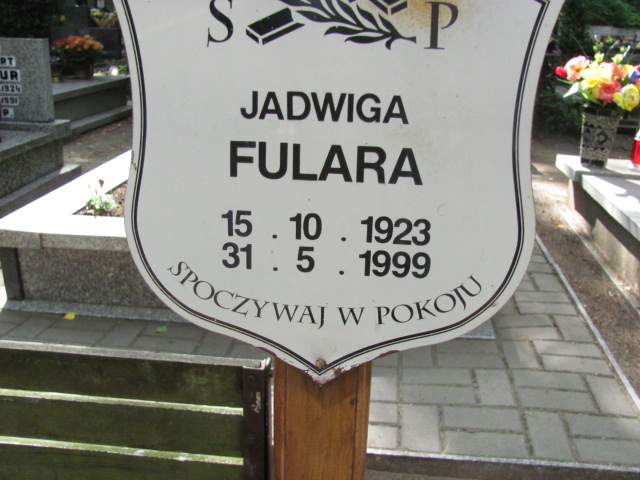 S P
JADWIGA
FULARA
15 . 10 . 1923
31 . 5 . 1999
SPOCZYWAJ W POKOJU